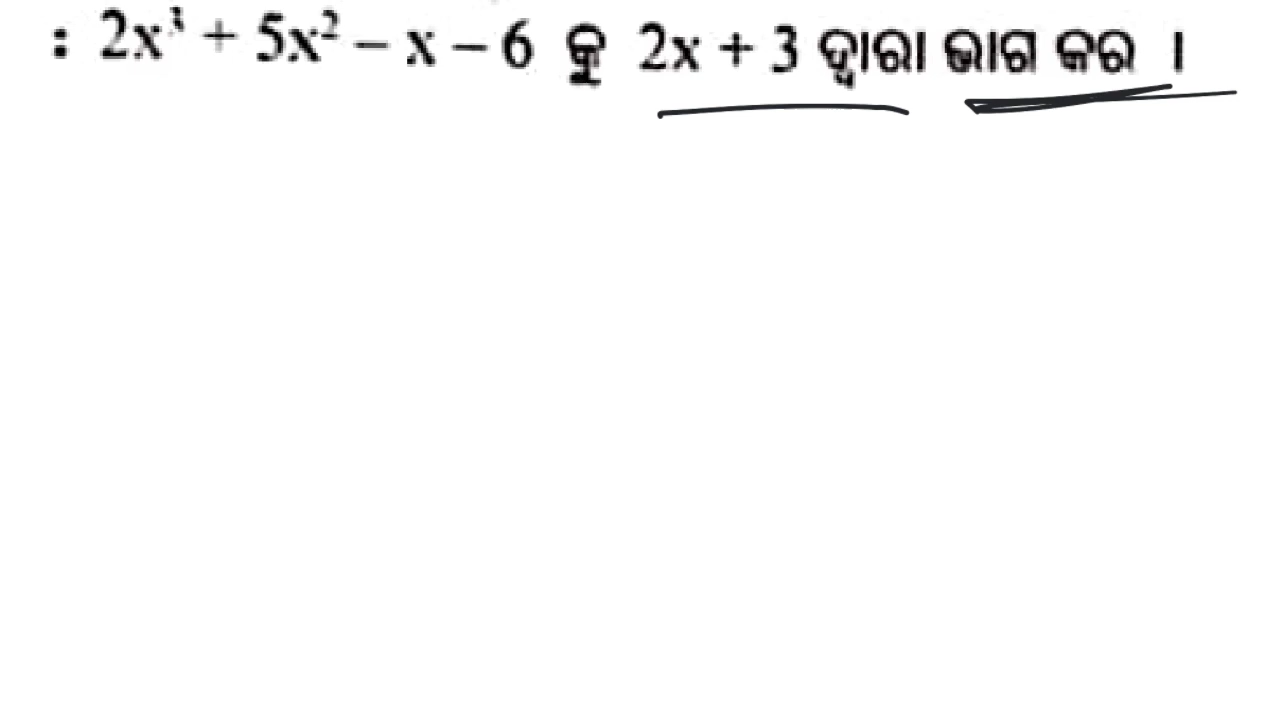 : 2x³ + 5x² – x – 6 କୁ 2x + 3 ଦ୍ୱାରା ଭାଗ କର ।